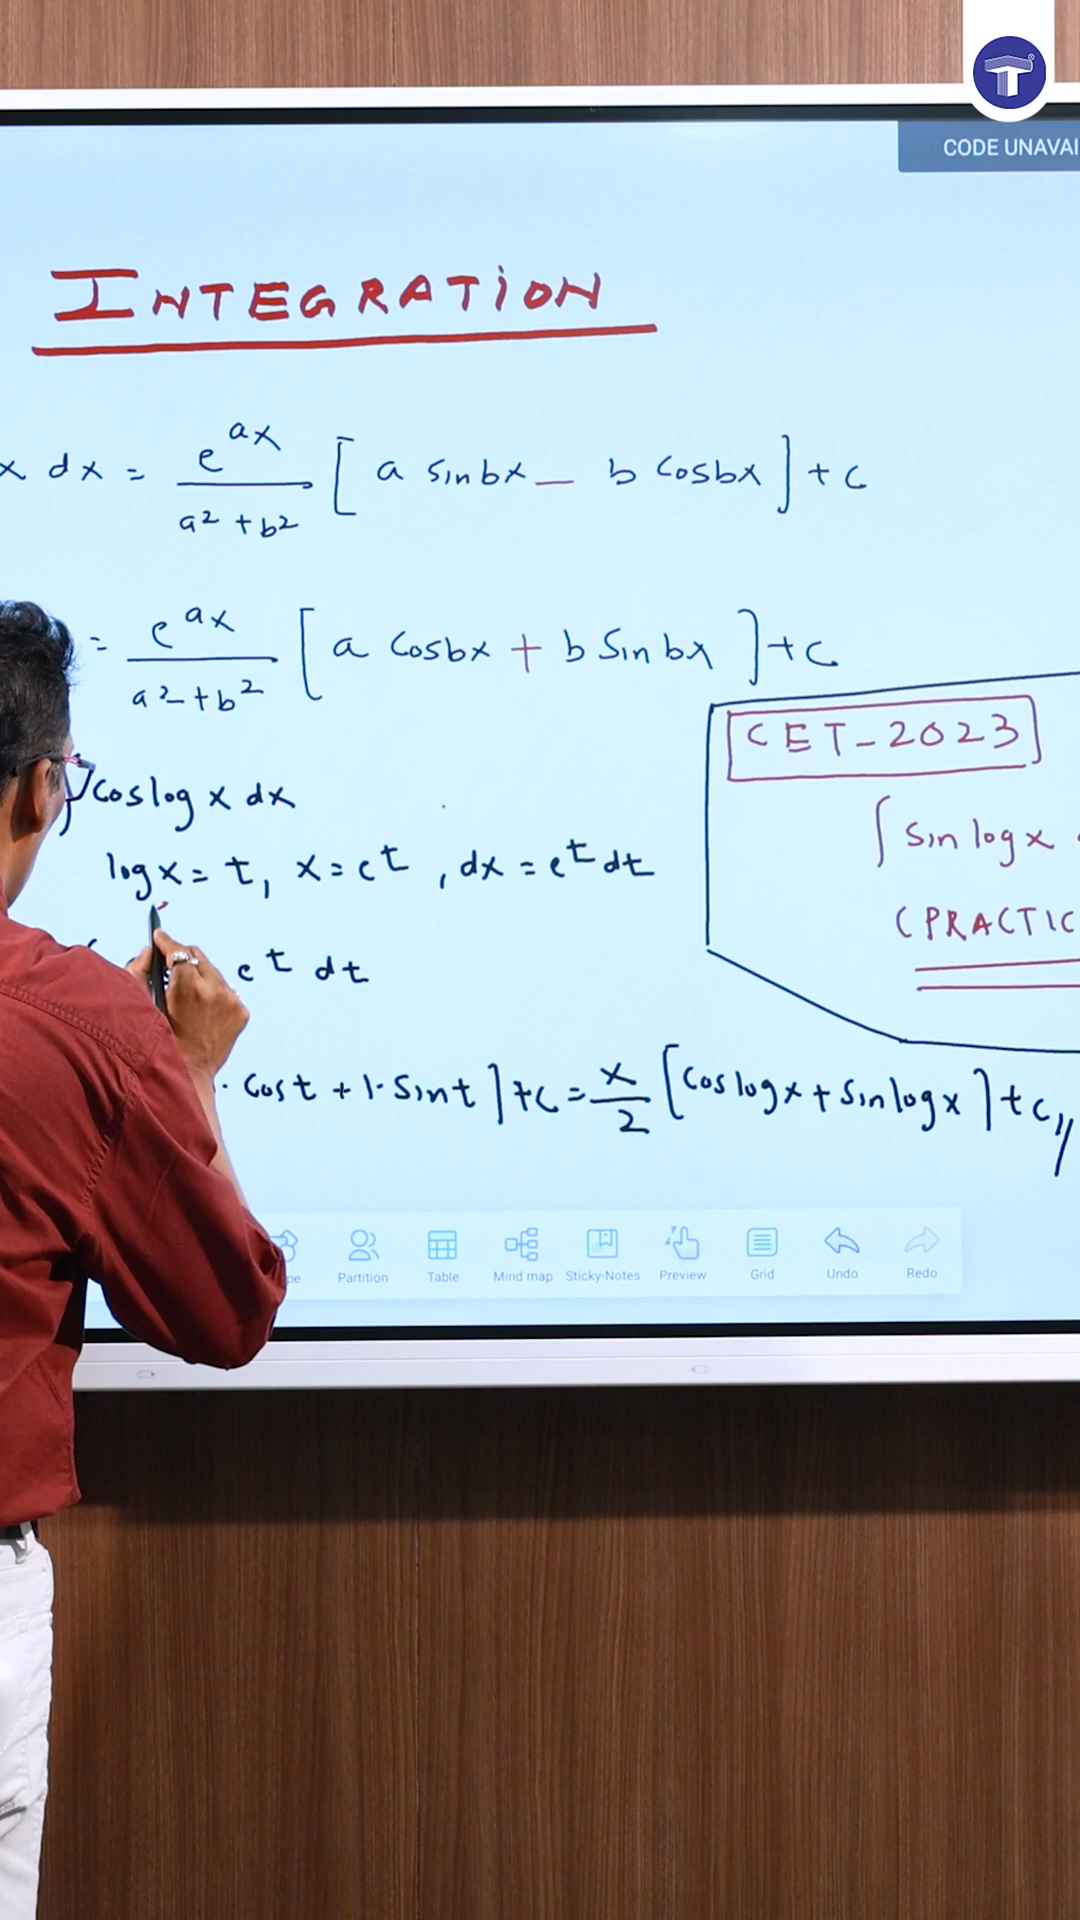 T
CODE UNAVAI
INTEGRATION
x dx = e^ax / a² + b² [ a sin bx - b cos bx ] + c
= e^ax / a² + b² [ a cos bx + b sin bx ] + c
CET-2023
∫ cos log x dx
∫ sin log x
log x = t, x = e^t, dx = e^t dt
(PRACTIC
e^t dt
. cos t + 1. sin t ] + c = x/2 [ cos log x + sin log x ] + c //
pe Partition Table Mind map Sticky-Notes Preview Grid Undo Redo